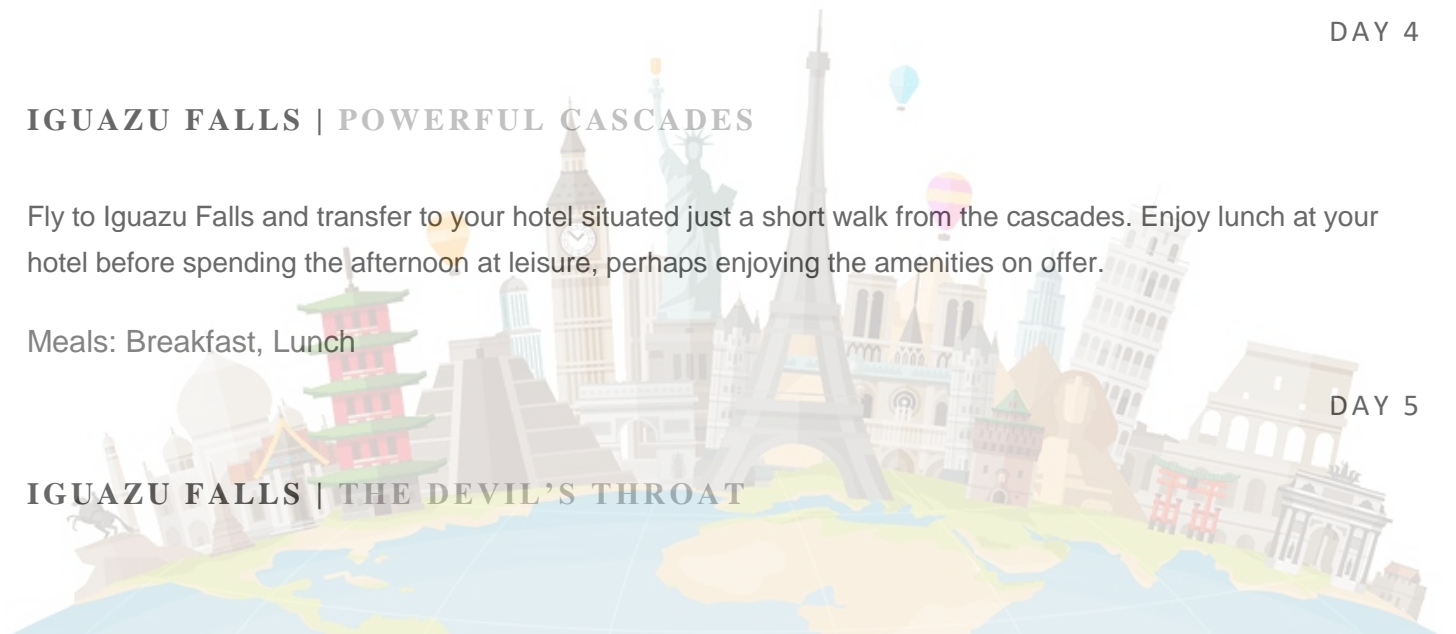 DAY 4
IGUAZU FALLS | POWERFUL CASCADES
Fly to Iguazu Falls and transfer to your hotel situated just a short walk from the cascades. Enjoy lunch at your
hotel before spending the afternoon at leisure, perhaps enjoying the amenities on offer.
Meals: Breakfast, Lunch
DAY 5
IGUAZU FALLS | THE DEVIL’S THROAT